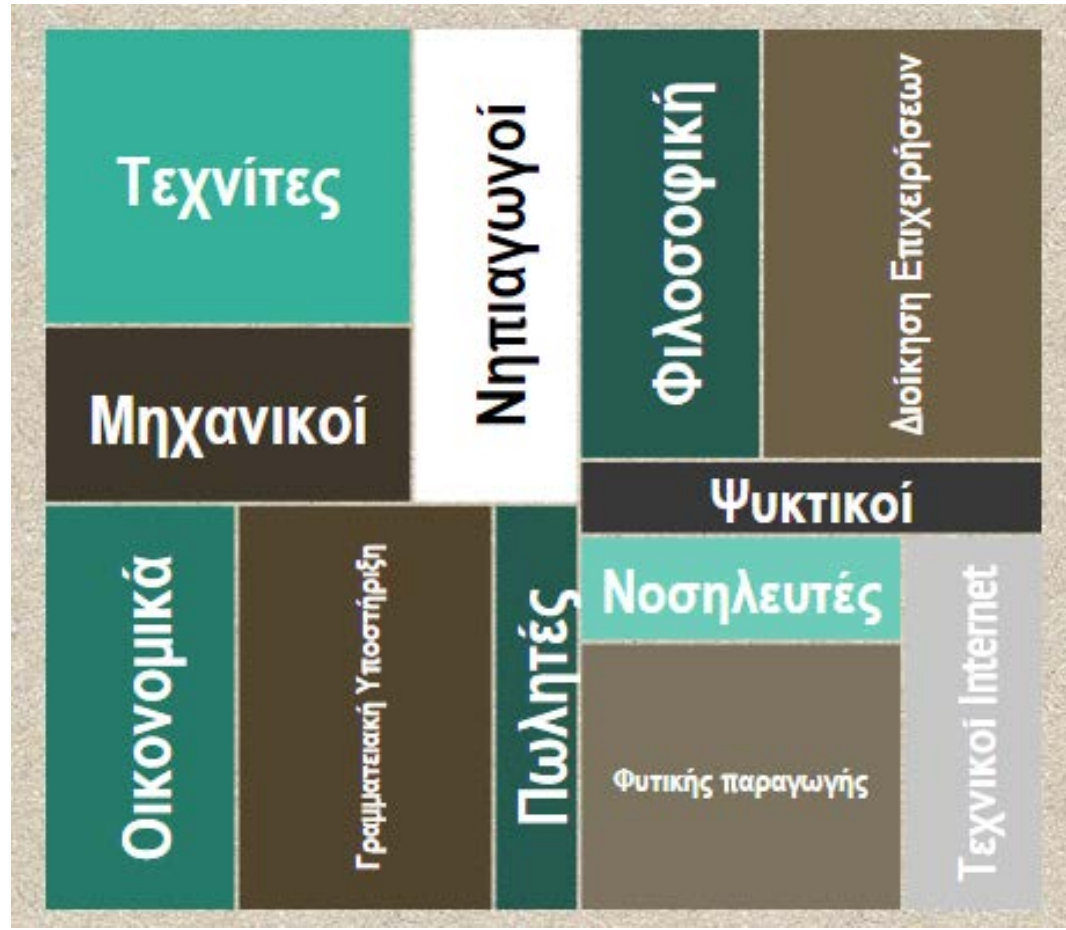 Τεχνίτες
Νηπιαγωγοί
Φιλοσοφική
Διοίκηση Επιχειρήσεων
Μηχανικοί
Ψυκτικοί
Οικονομικά
Γραμματειακή Υποστήριξη
Πωλητές
Νοσηλευτές
Τεχνικοί Internet
Φυτικής παραγωγής